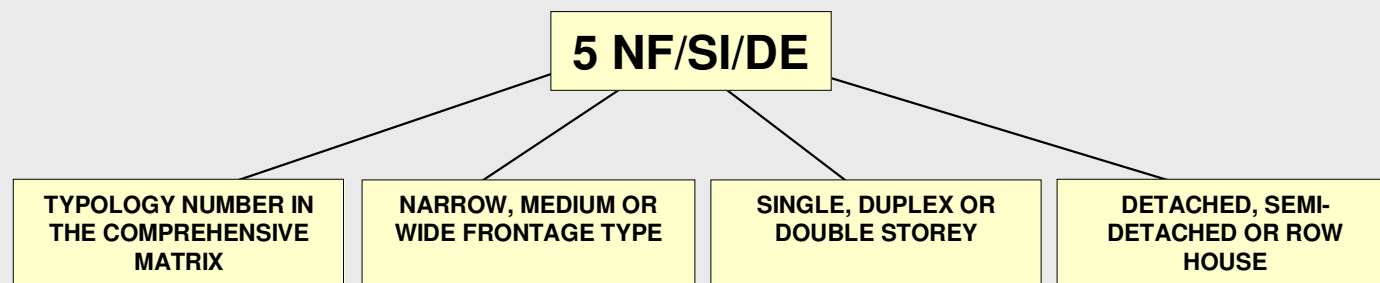 5 NF/SI/DE
TYPOLOGY NUMBER IN
THE COMPREHENSIVE
MATRIX
NARROW, MEDIUM OR
WIDE FRONTAGE TYPE
SINGLE, DUPLEX OR
DOUBLE STOREY
DETACHED, SEMI-
DETACHED OR ROW
HOUSE